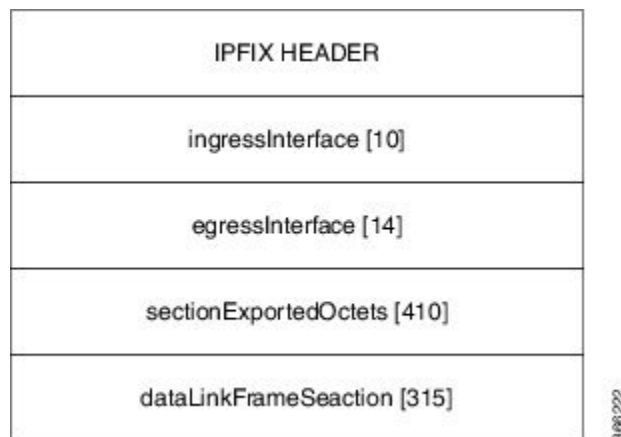 IPFIX HEADER
ingressInterface [10]
egressInterface [14]
sectionExportedOctets [410]
dataLinkFrameSeaction [315]